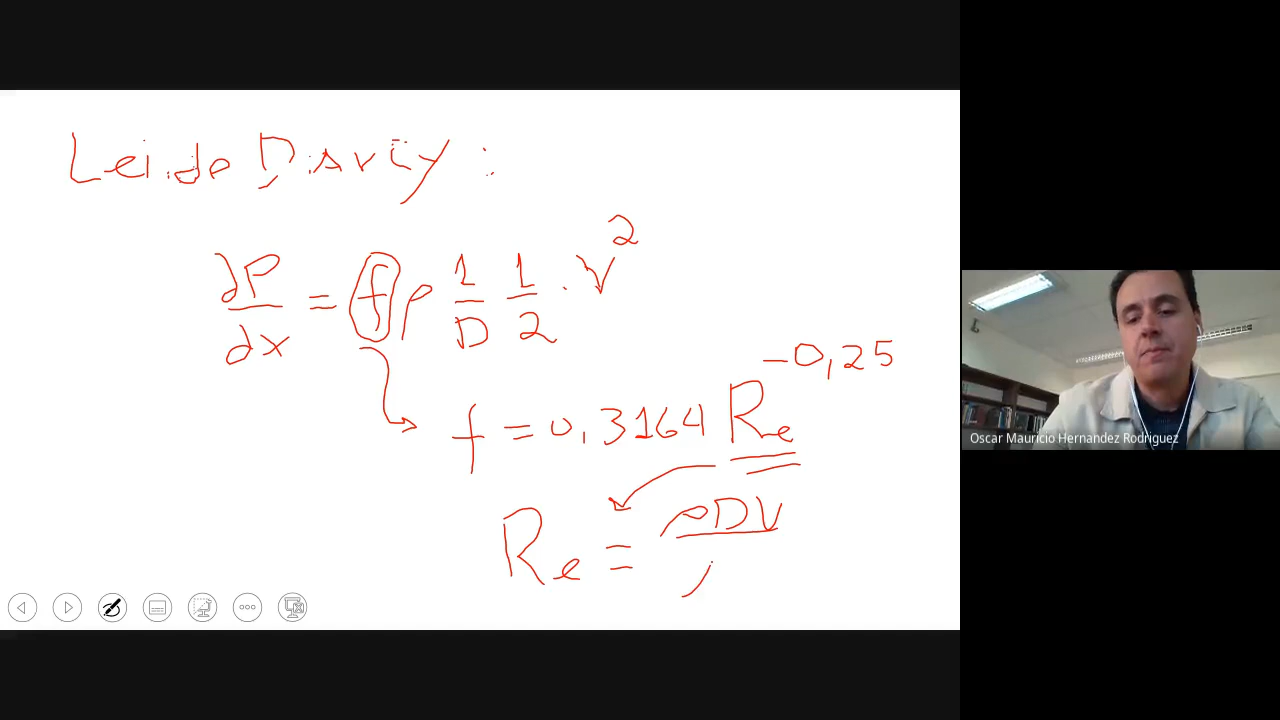 Lei de Darcy :
dP/dx = f ρ 1/D 1/2 · V²
f = 0,3164 Re^-0,25
Re = ρDV/
Oscar Mauricio Hernandez Rodriguez